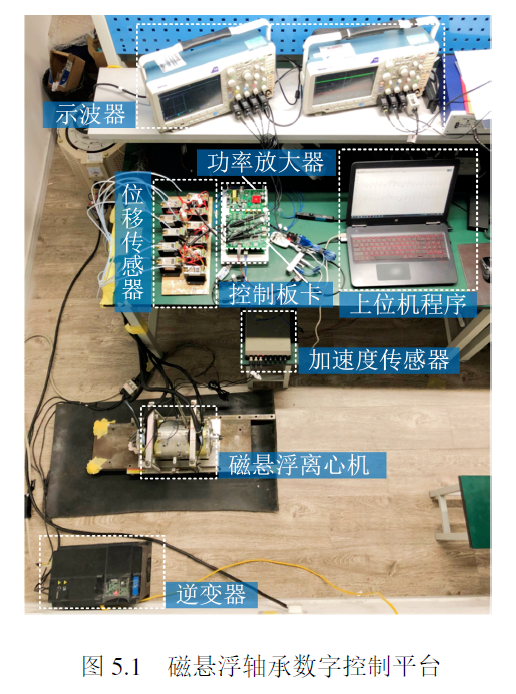 示波器
功率放大器
位移传感器
控制板卡
上位机程序
加速度传感器
磁悬浮离心机
逆变器
图 5.1 磁悬浮轴承数字控制平台